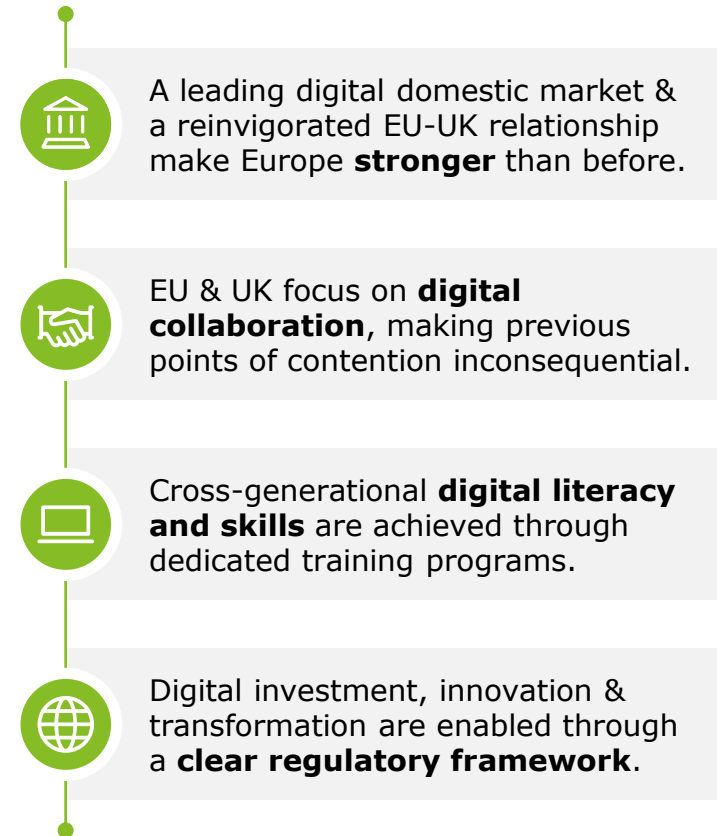 A leading digital domestic market &
a reinvigorated EU-UK relationship
make Europe stronger than before.
EU & UK focus on digital
collaboration, making previous
points of contention inconsequential.
Cross-generational digital literacy
and skills are achieved through
dedicated training programs.
Digital investment, innovation &
transformation are enabled through
a clear regulatory framework.